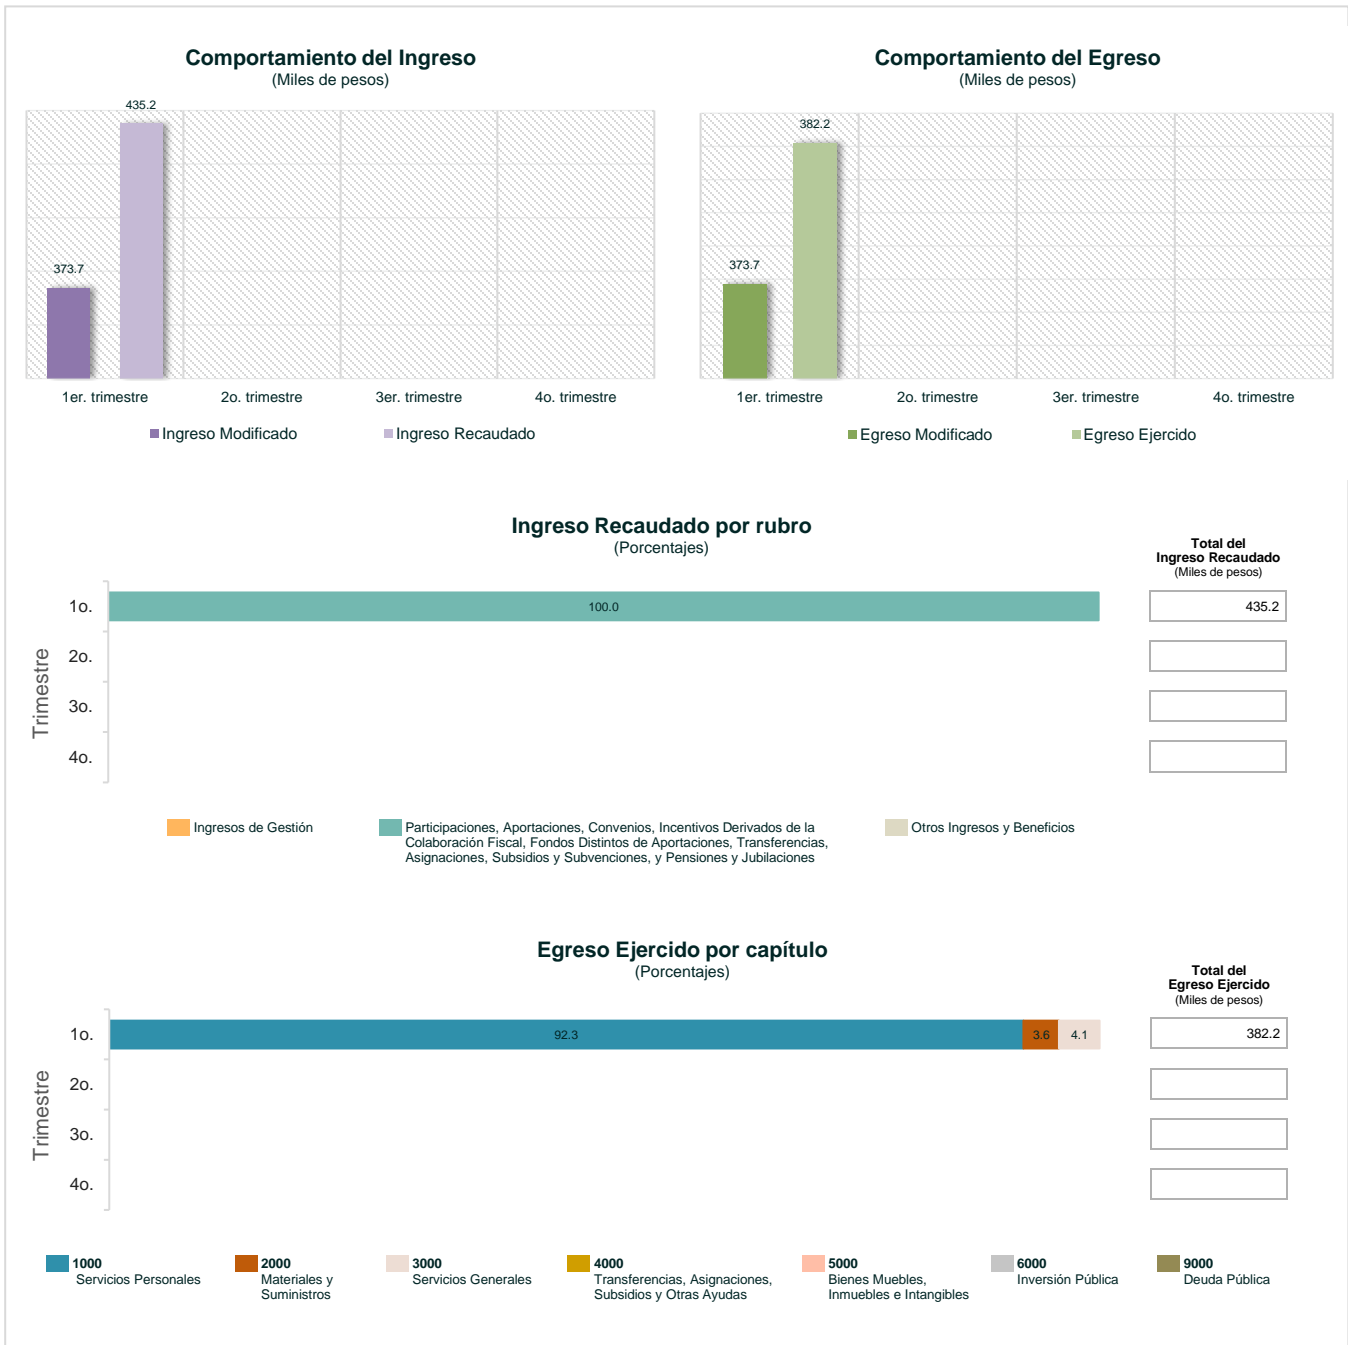 Comportamiento del Ingreso
(Miles de pesos)
435.2
373.7
1er. trimestre
2o. trimestre
3er. trimestre
4o. trimestre
Ingreso Modificado
Ingreso Recaudado
Comportamiento del Egreso
(Miles de pesos)
382.2
373.7
1er. trimestre
2o. trimestre
3er. trimestre
4o. trimestre
Egreso Modificado
Egreso Ejercido
Ingreso Recaudado por rubro
(Porcentajes)
Total del
Ingreso Recaudado
(Miles de pesos)
Trimestre
1o.
100.0
435.2
2o.
3o.
4o.
Ingresos de Gestión
Participaciones, Aportaciones, Convenios, Incentivos Derivados de la
Colaboración Fiscal, Fondos Distintos de Aportaciones, Transferencias,
Asignaciones, Subsidios y Subvenciones, y Pensiones y Jubilaciones
Otros Ingresos y Beneficios
Egreso Ejercido por capítulo
(Porcentajes)
Total del
Egreso Ejercido
(Miles de pesos)
Trimestre
1o.
92.3
3.6
4.1
382.2
2o.
3o.
4o.
1000
Servicios Personales
2000
Materiales y
Suministros
3000
Servicios Generales
4000
Transferencias, Asignaciones,
Subsidios y Otras Ayudas
5000
Bienes Muebles,
Inmuebles e Intangibles
6000
Inversión Pública
9000
Deuda Pública